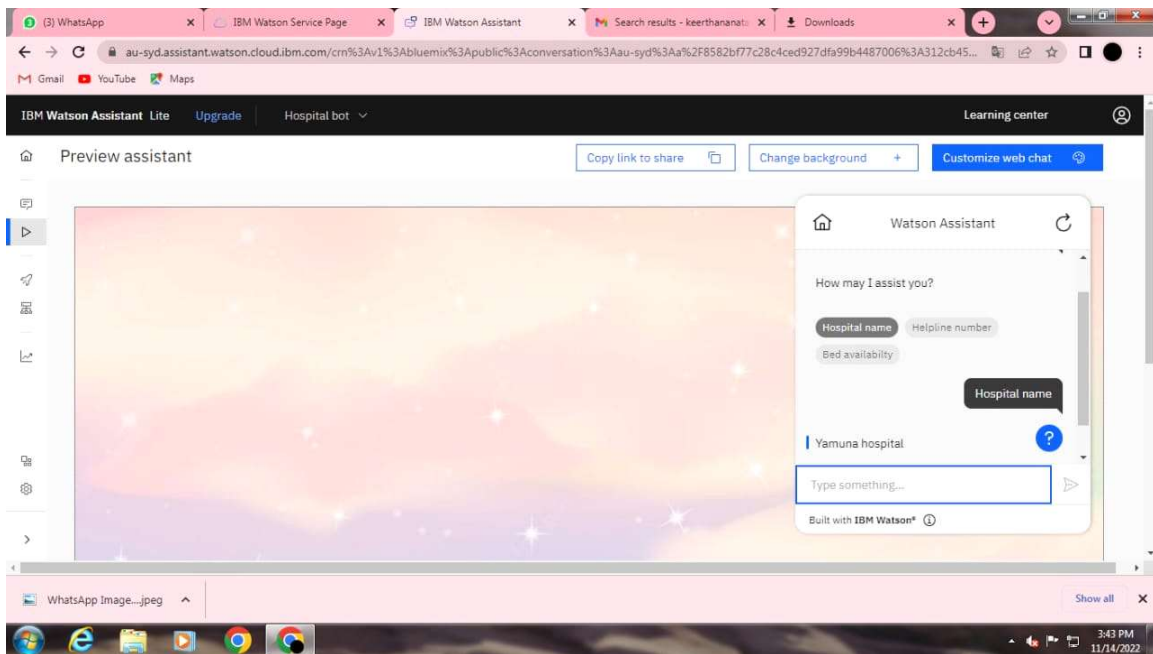 (3) WhatsApp
IBM Watson Service Page
IBM Watson Assistant
Search results - keerthananata
Downloads
au-syd.assistant.watson.cloud.ibm.com/crn%3Av1%3Abluemix%3Apublic%3Aconversation%3Aau-syd%3Aa%2F8582bf77c28c4ced927dfa99b4487006%3A312cb45...
Gmail YouTube Maps
IBM Watson Assistant Lite Upgrade Hospital bot Learning center
Preview assistant Copy link to share Change background + Customize web chat
Watson Assistant
How may I assist you?
Hospital name Helpline number
Bed availabilty
Hospital name
Yamuna hospital
?
Type something...
Built with IBM Watson®
WhatsApp Image....jpeg Show all
3:43 PM
11/14/2022